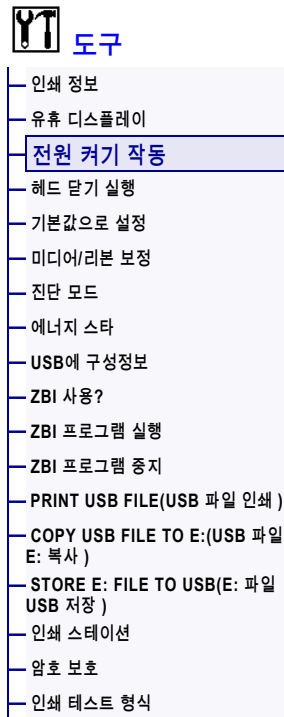 도구
인쇄 정보
유휴 디스플레이
전원 켜기 작동
헤드 닫기 실행
기본값으로 설정
미디어/리본 보정
진단 모드
에너지 스타
USB에 구성정보
ZBI 사용?
ZBI 프로그램 실행
ZBI 프로그램 중지
PRINT USB FILE(USB 파일 인쇄 )
COPY USB FILE TO E:(USB 파일
E: 복사 )
STORE E: FILE TO USB(E: 파일
USB 저장 )
인쇄 스테이션
암호 보호
인쇄 테스트 형식